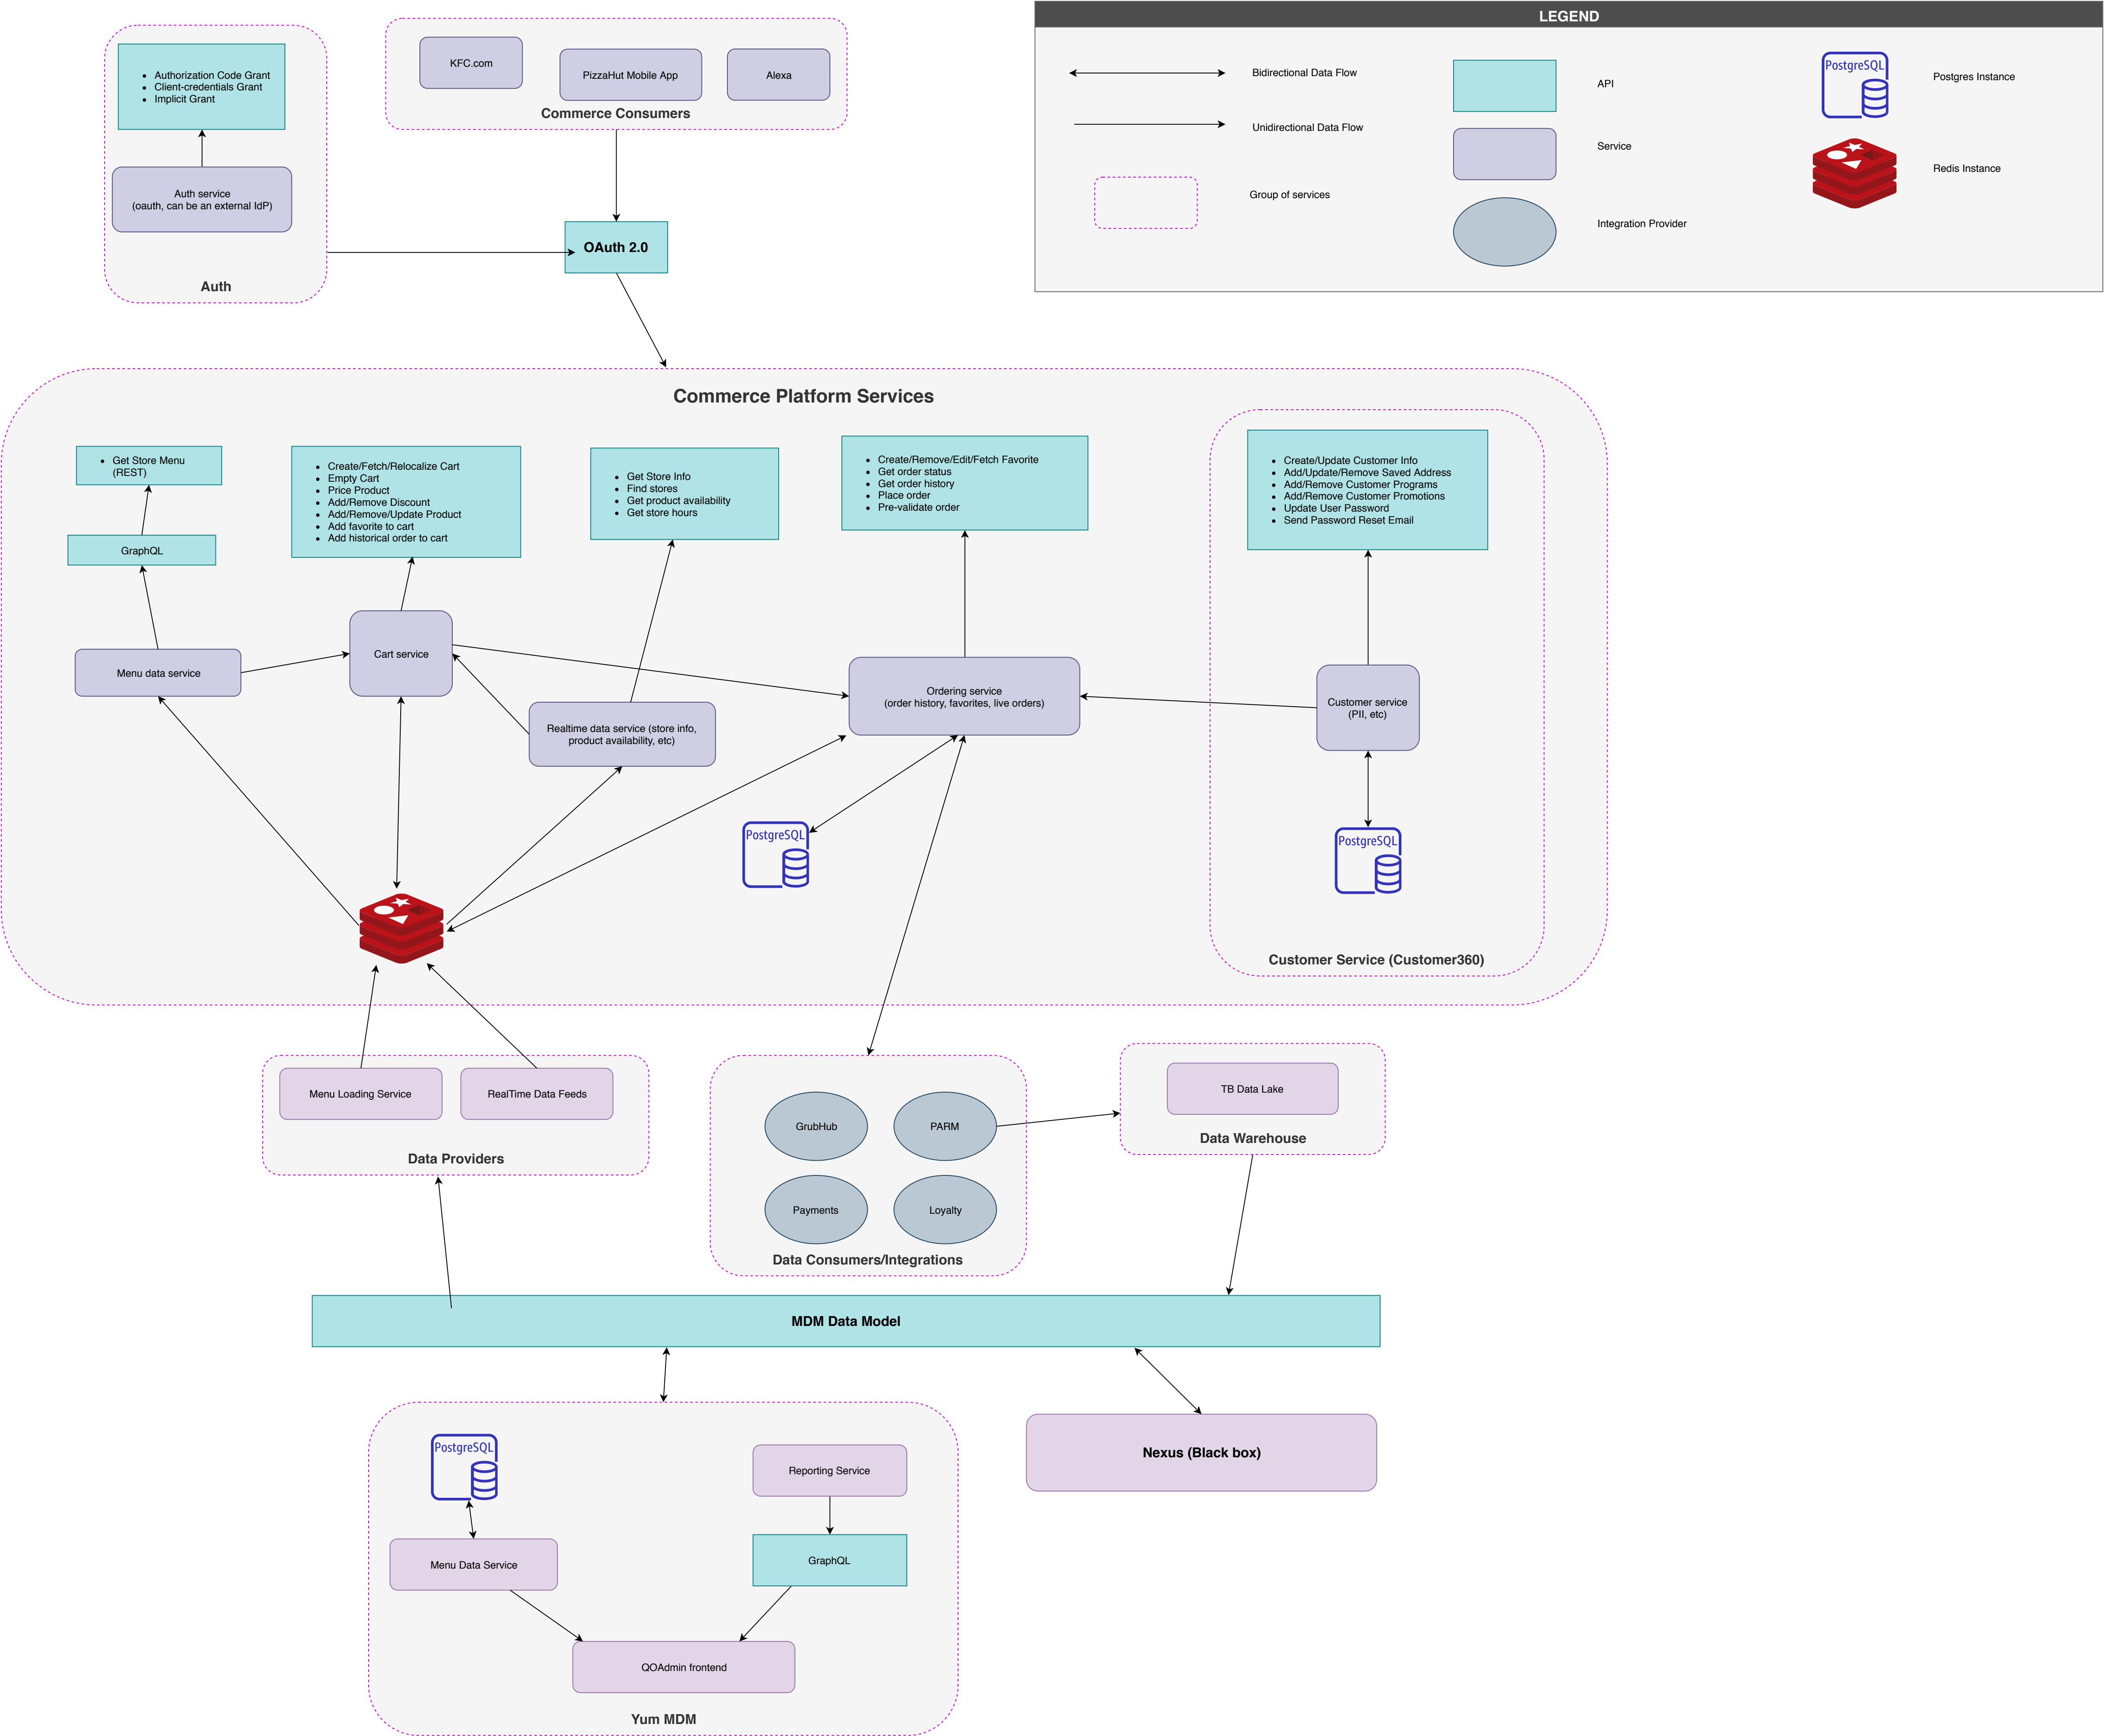 LEGEND
Bidirectional Data Flow
Unidirectional Data Flow
Group of services
API
Service
Integration Provider
PostgreSQL
Postgres Instance
Redis Instance
Authorization Code Grant
Client-credentials Grant
Implicit Grant
Auth service
(oauth, can be an external IdP)
Auth
KFC.com
PizzaHut Mobile App
Alexa
Commerce Consumers
OAuth 2.0
Commerce Platform Services
Get Store Menu
(REST)
GraphQL
Menu data service
Create/Fetch/Relocalize Cart
Empty Cart
Price Product
Add/Remove Discount
Add/Remove/Update Product
Add favorite to cart
Add historical order to cart
Cart service
Get Store Info
Find stores
Get product availability
Get store hours
Realtime data service (store info,
product availability, etc)
Create/Remove/Edit/Fetch Favorite
Get order status
Get order history
Place order
Pre-validate order
Ordering service
(order history, favorites, live orders)
PostgreSQL
Create/Update Customer Info
Add/Update/Remove Saved Address
Add/Remove Customer Programs
Add/Remove Customer Promotions
Update User Password
Send Password Reset Email
Customer service
(PII, etc)
PostgreSQL
Customer Service (Customer360)
Menu Loading Service
RealTime Data Feeds
Data Providers
GrubHub
PARM
Payments
Loyalty
Data Consumers/Integrations
TB Data Lake
Data Warehouse
MDM Data Model
PostgreSQL
Menu Data Service
Reporting Service
GraphQL
QOAdmin frontend
Yum MDM
Nexus (Black box)